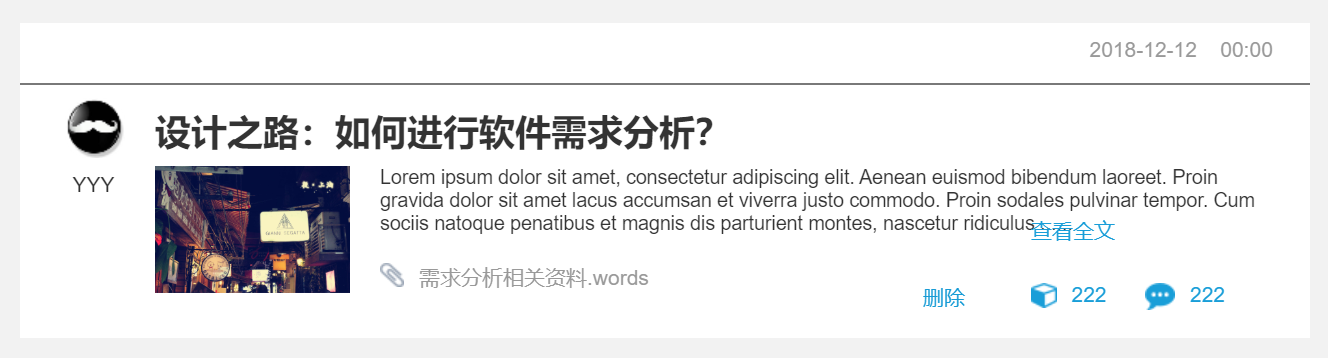 2018-12-12 00:00
设计之路：如何进行软件需求分析？
YYY
Lorem ipsum dolor sit amet, consectetur adipiscing elit. Aenean euismod bibendum laoreet. Proin
gravida dolor sit amet lacus accumsan et viverra justo commodo. Proin sodales pulvinar tempor. Cum
sociis natoque penatibus et magnis dis parturient montes, nascetur ridiculus
查看全文
需求分析相关资料.words
删除 222 222